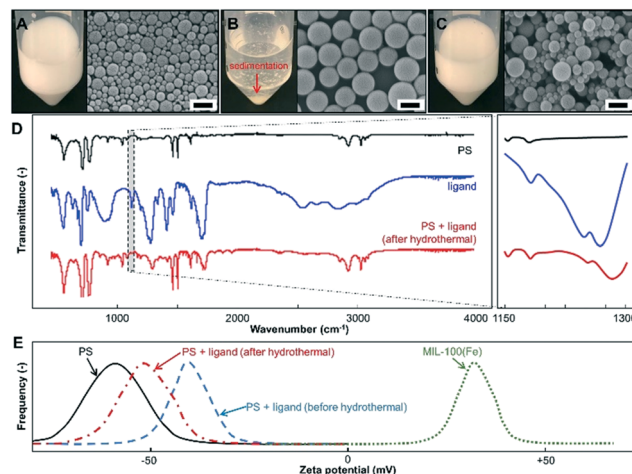 A
B
C
sedimentation
D
Transmittance (-)
PS
ligand
PS + ligand
(after hydrothermal)
1000
2000
3000
4000
1150
1300
Wavenumber (cm-1)
E
Frequency (-)
PS
PS + ligand (after hydrothermal)
MIL-100(Fe)
PS + ligand (before hydrothermal)
-50
0
+50
Zeta potential (mV)